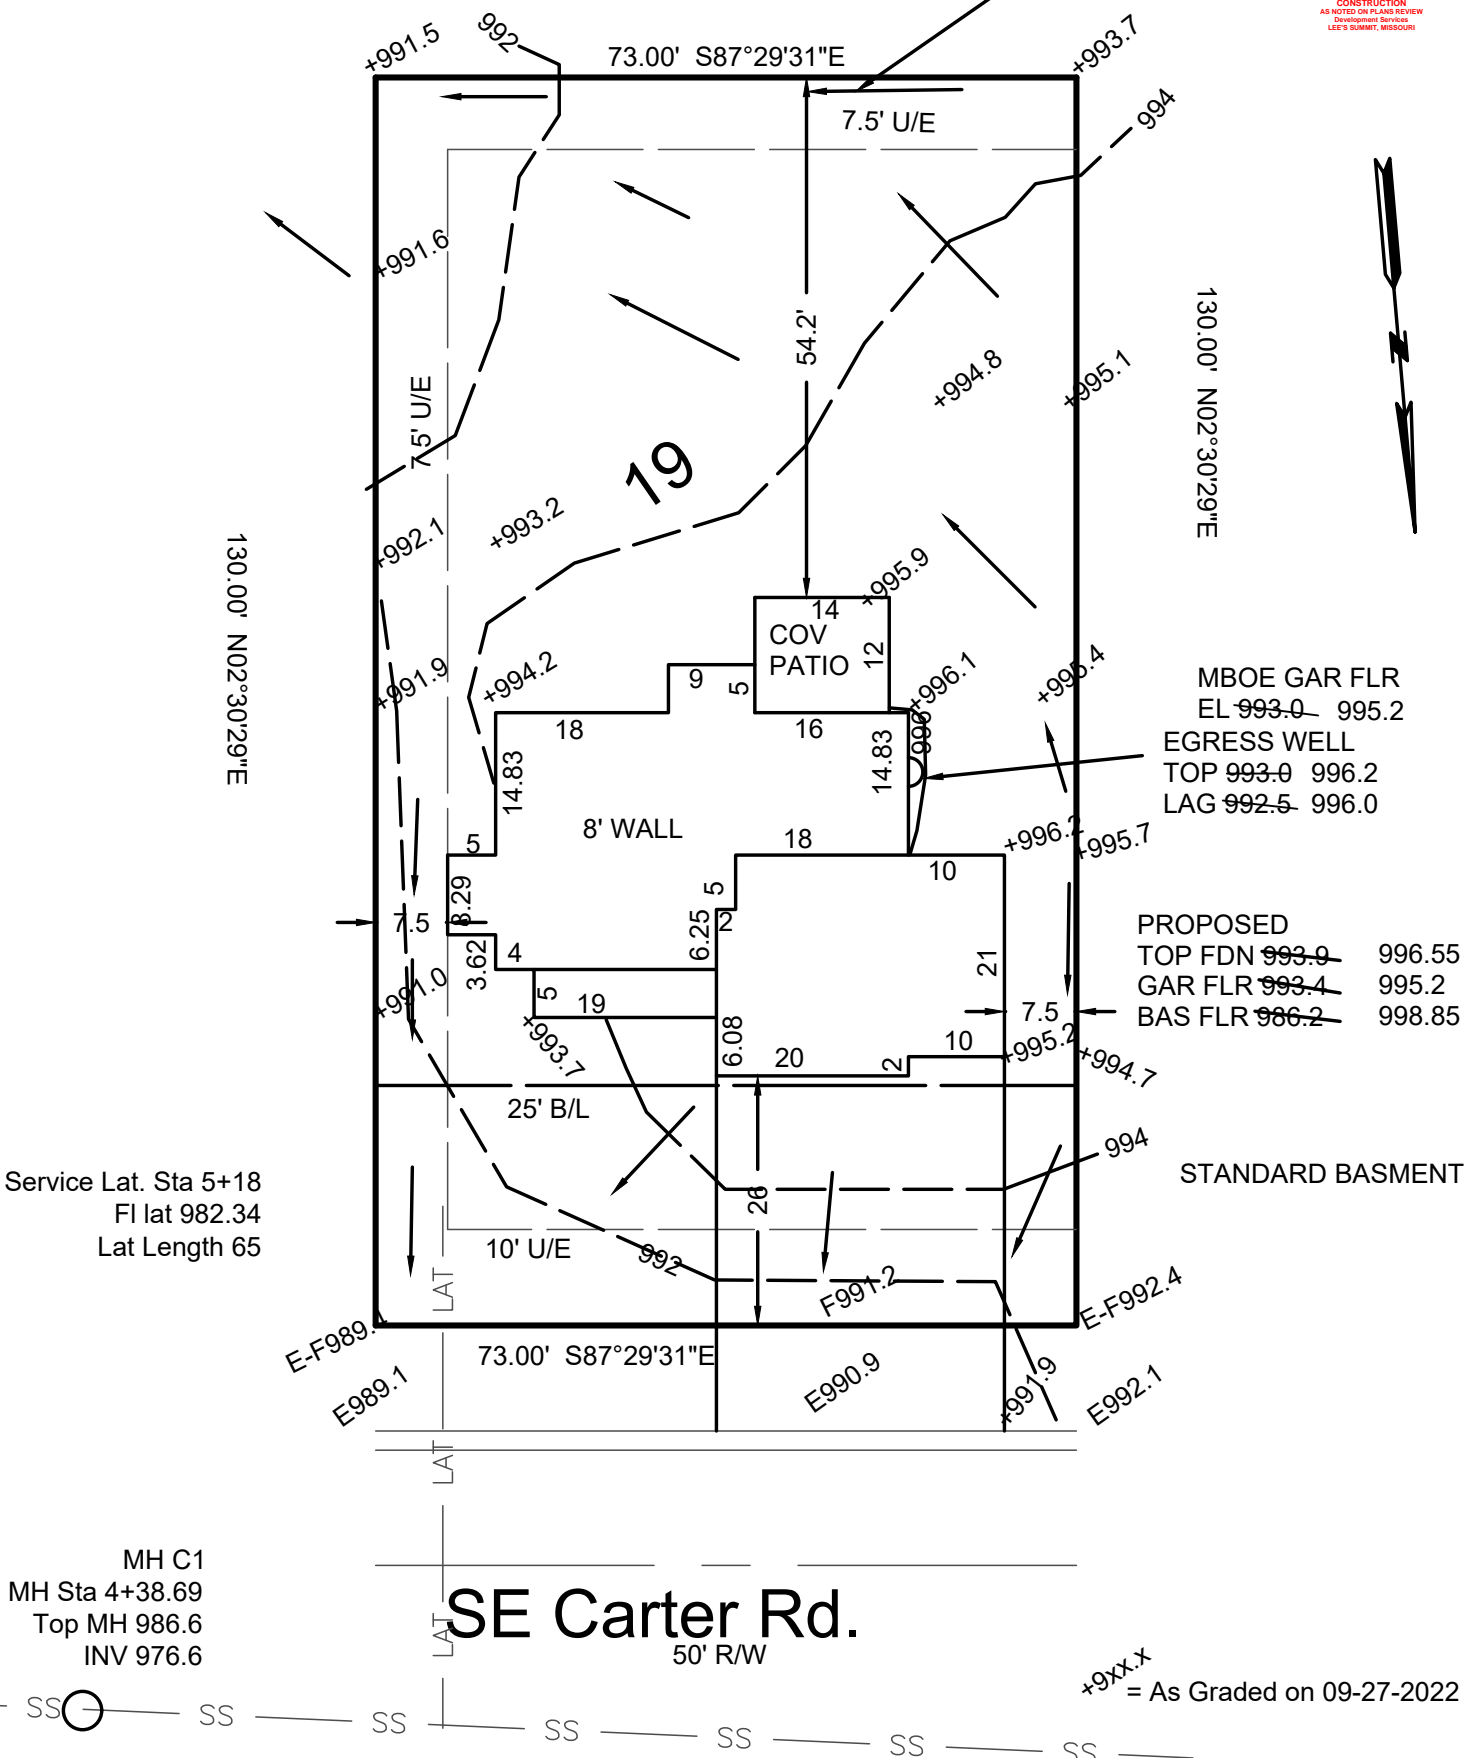 CONSTRUCTION
AS NOTED ON PLANS REVIEW
Development Services
LEE'S SUMMIT, MISSOURI
+991.5
992
73.00' S87°29'31"E
+993.7
7.5' U/E
994
+991.6
54.2'
130.00' N02°30'29"E
N
+994.8
+995.1
7.5' U/E
19
+992.1
+993.2
130.00' N02°30'29"E
+995.9
14
COV
PATIO
12
9
5
+991.9
+994.2
+996.1
+995.4
MBOE GAR FLR
EL 993.0 995.2
EGRESS WELL
TOP 993.0 996.2
LAG 992.5 996.0
18
16
996
14.83
14.83
8' WALL
18
5
10
+996.2
+995.7
8.29
5
2
7.5
6.25
3.62
4
21
PROPOSED
TOP FDN 993.9 996.55
GAR FLR 993.4 995.2
BAS FLR 986.2 998.85
+991.0
5
19
7.5
+993.7
6.08
20
2
10
+995.2
+994.7
25' B/L
994
STANDARD BASMENT
Service Lat. Sta 5+18
Fl lat 982.34
Lat Length 65
26
10' U/E
992
LAT
F991.2
E-F992.4
E-F989.1
73.00' S87°29'31"E
E989.1
E990.9
+991.9
E992.1
LAT
MH C1
MH Sta 4+38.69
Top MH 986.6
INV 976.6
LAT
SE Carter Rd.
50' R/W
+9xx.x
= As Graded on 09-27-2022
SS
SS
SS
SS
SS
SS
SS